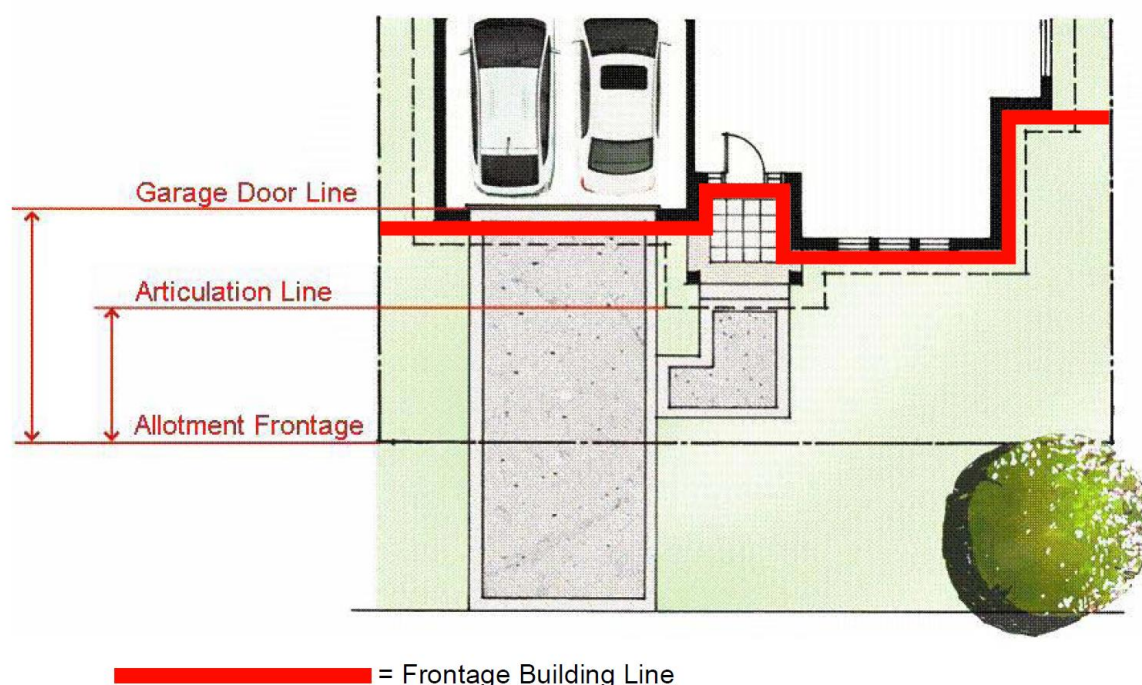 Garage Door Line
Articulation Line
Allotment Frontage
= Frontage Building Line